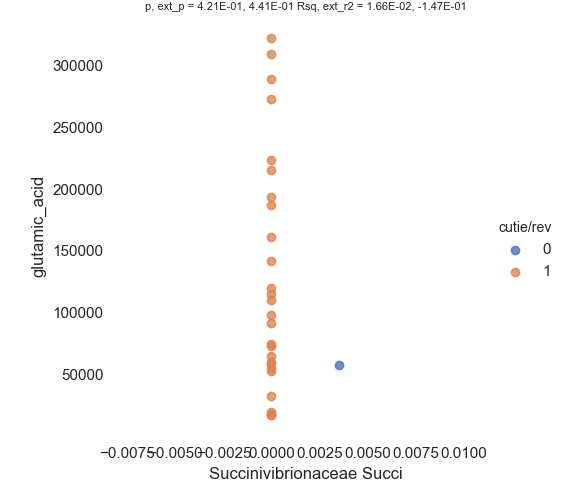 p, ext_p = 4.21E-01, 4.41E-01 Rsq, ext_r2 = 1.66E-02, -1.47E-01
300000
250000
200000
150000
100000
50000
glutamic_acid
cutie/rev
0
1
−0.0075 −0.0050 −0.0025 0.0000 0.0025 0.0050 0.0075 0.0100
Succinivibrionaceae Succi